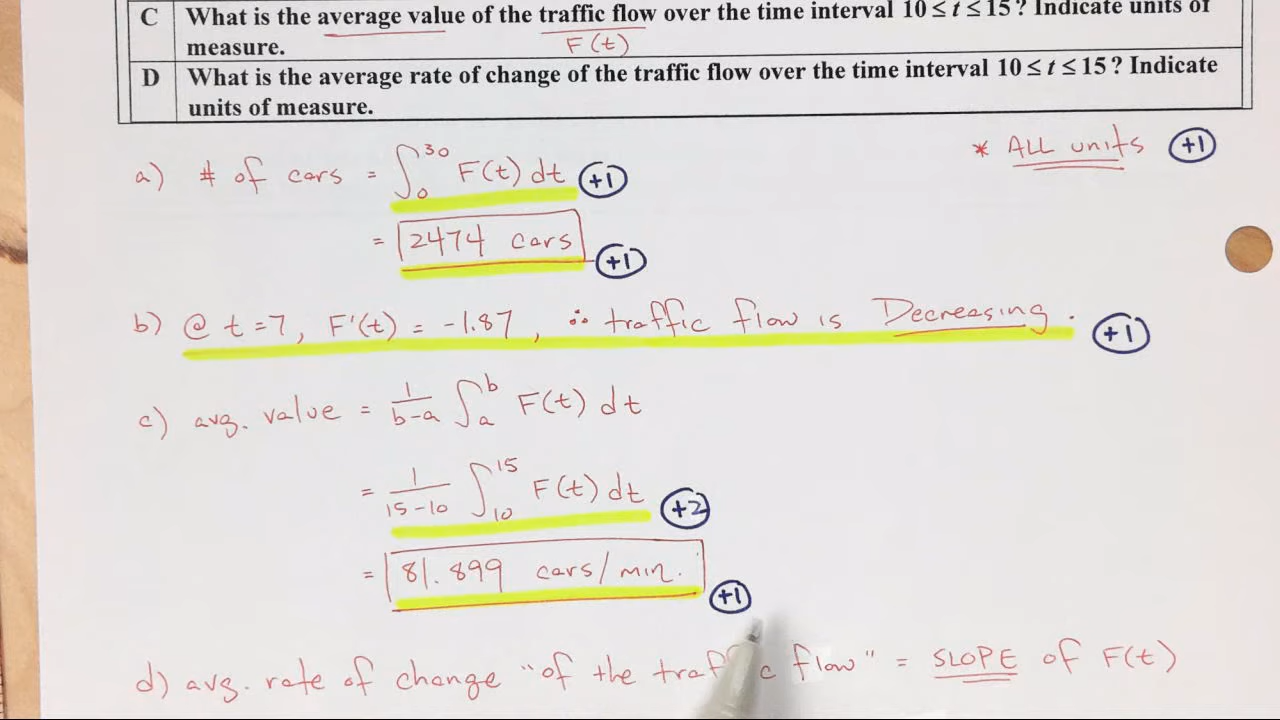 C What is the average value of the traffic flow over the time interval 10 ≤ t ≤ 15? Indicate units of
measure.
F(t)
D What is the average rate of change of the traffic flow over the time interval 10 ≤ t ≤ 15? Indicate
units of measure.
* ALL units +1
a) # of cars = ∫₀³⁰ F(t) dt +1
= 2474 cars +1
b) @ t=7, F'(t) = -1.87, ∴ traffic flow is Decreasing. +1
c) avg. value = 1/(b-a) ∫ₐᵇ F(t) dt
= 1/(15-10) ∫₁₀¹⁵ F(t) dt +2
= 81.899 cars/min. +1
d) avg. rate of change "of the traffic flow" = SLOPE of F(t)